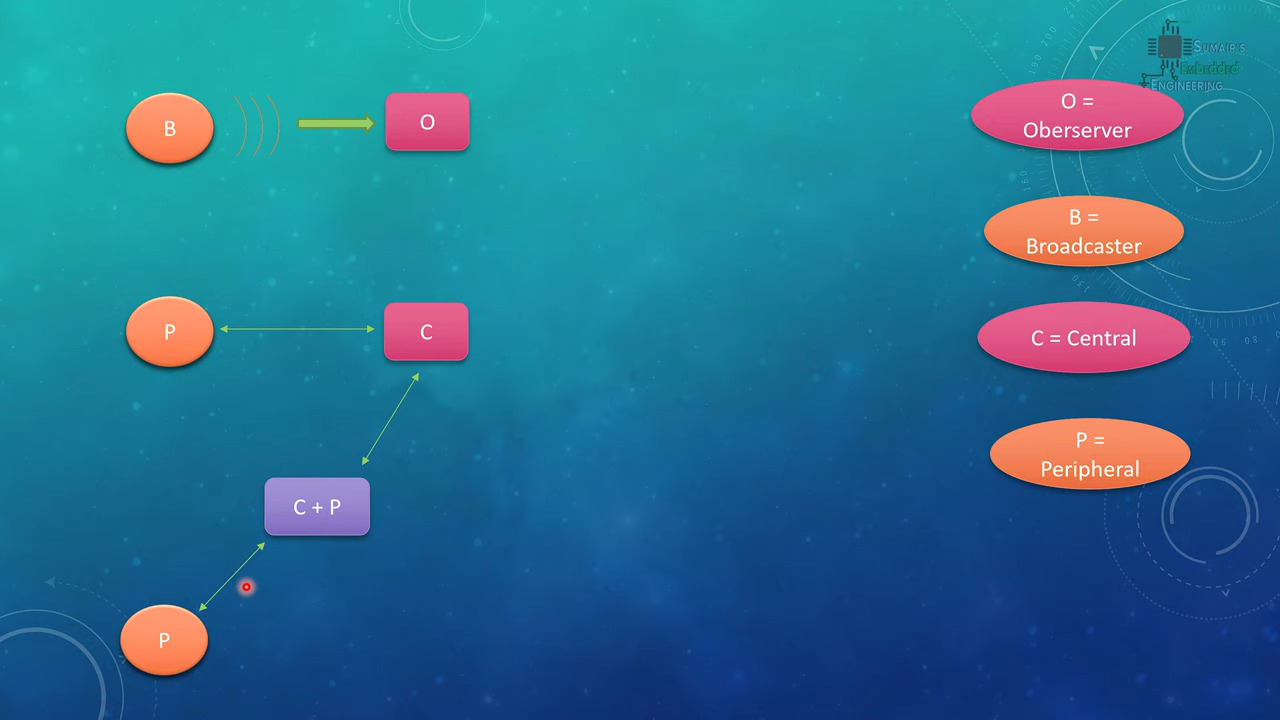 SUMAIR'S
Embedded
ENGINEERING
B
O
O =
Oberserver
B =
Broadcaster
P
C
C = Central
P =
Peripheral
C + P
P